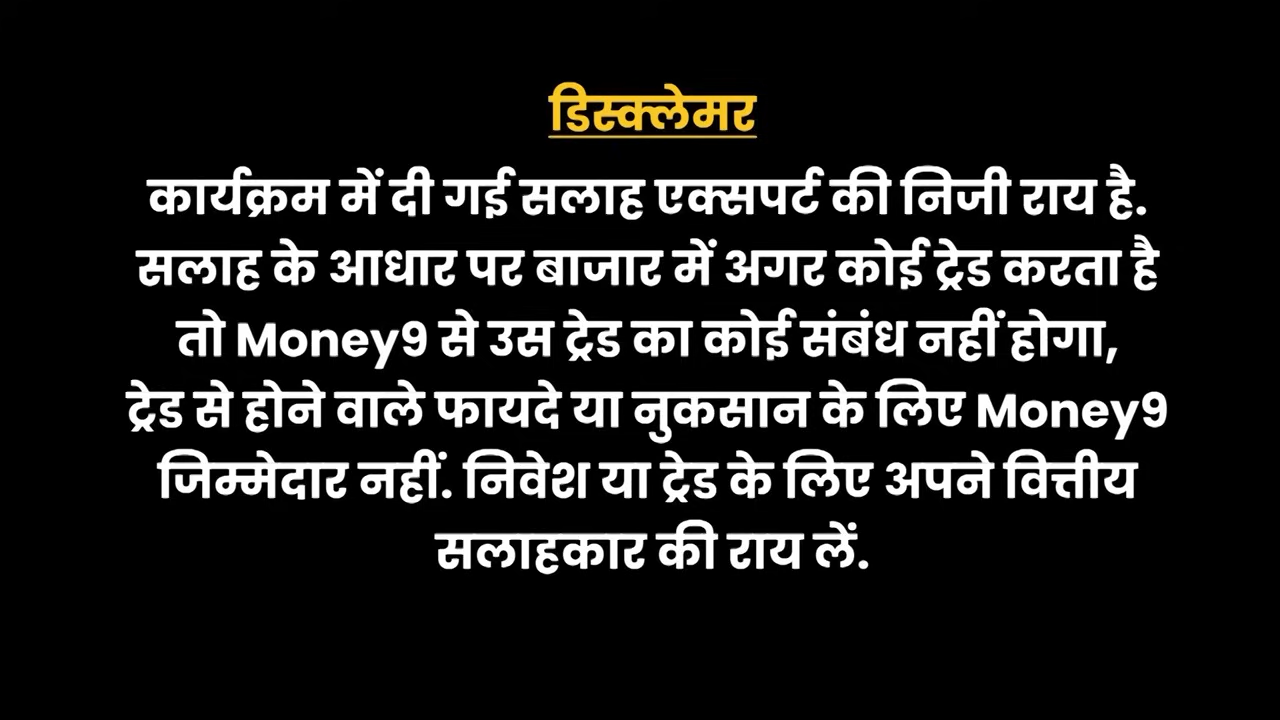 डिस्क्लेमर
कार्यक्रम में दी गई सलाह एक्सपर्ट की निजी राय है.
सलाह के आधार पर बाजार में अगर कोई ट्रेड करता है
तो Money9 से उस ट्रेड का कोई संबंध नहीं होगा,
ट्रेड से होने वाले फायदे या नुकसान के लिए Money9
जिम्मेदार नहीं. निवेश या ट्रेड के लिए अपने वित्तीय
सलाहकार की राय लें.